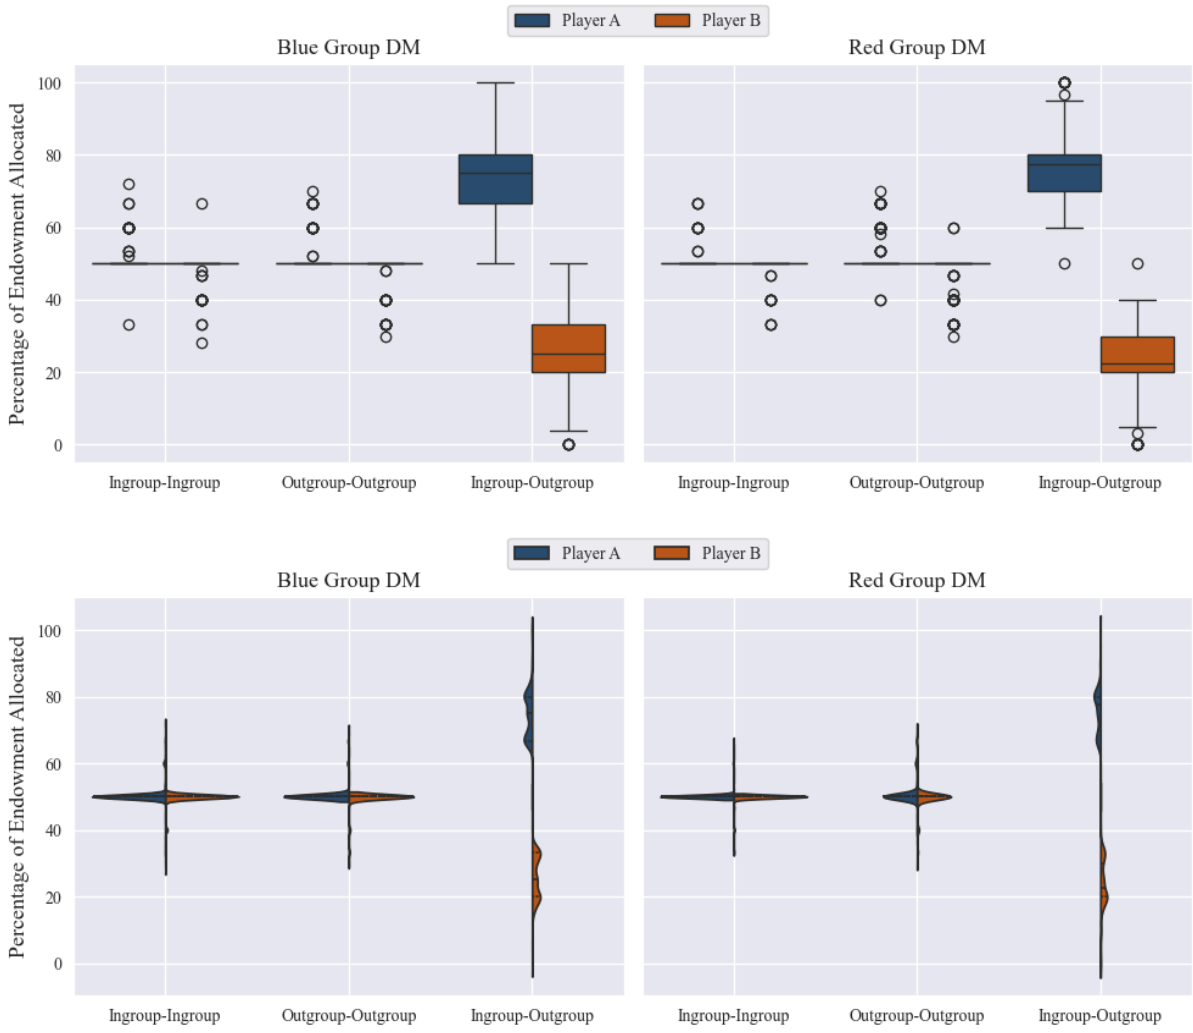 Player A Player B
Blue Group DM Red Group DM
Percentage of Endowment Allocated
100
80
60
40
20
0
Ingroup-Ingroup Outgroup-Outgroup Ingroup-Outgroup Ingroup-Ingroup Outgroup-Outgroup Ingroup-Outgroup
Player A Player B
Blue Group DM Red Group DM
Percentage of Endowment Allocated
100
80
60
40
20
0
Ingroup-Ingroup Outgroup-Outgroup Ingroup-Outgroup Ingroup-Ingroup Outgroup-Outgroup Ingroup-Outgroup